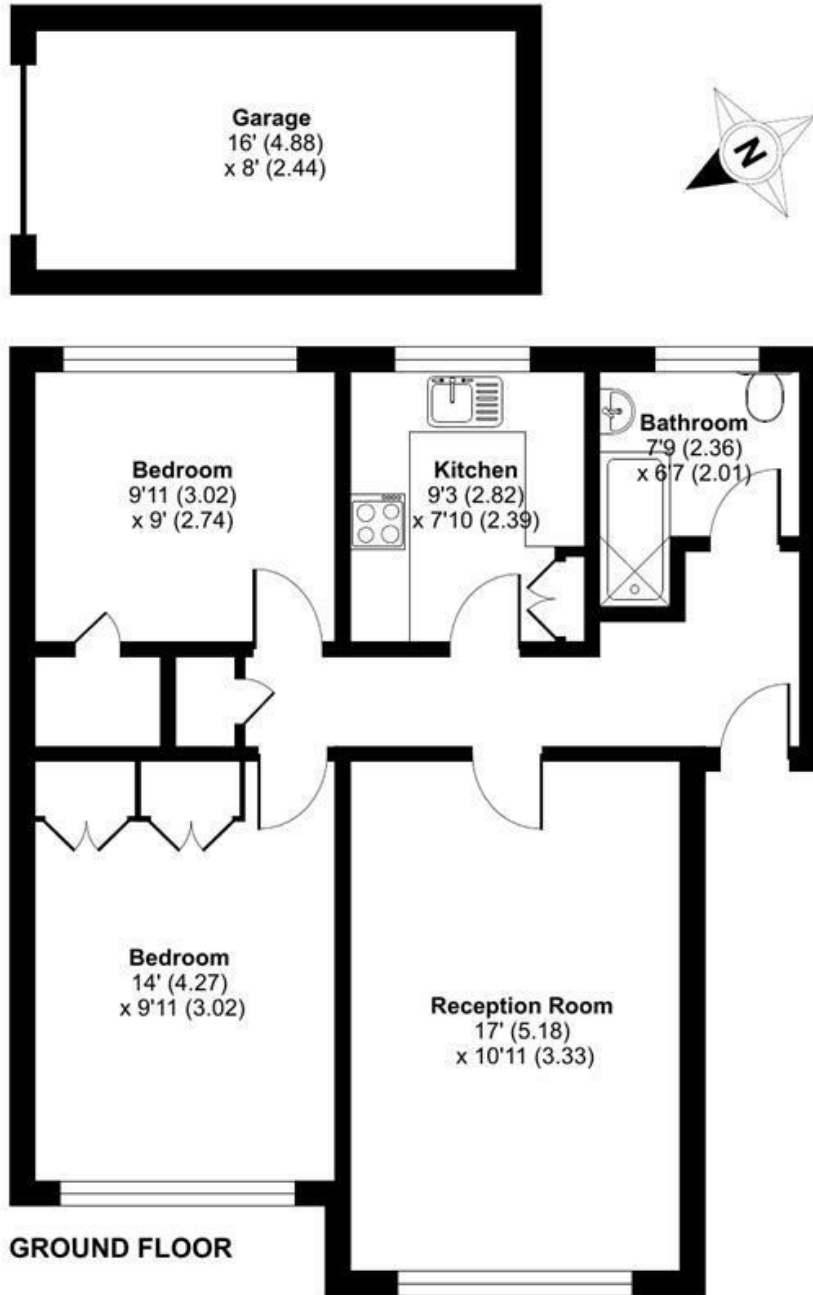 Garage
16' (4.88)
x 8' (2.44)
N
Bedroom
9'11 (3.02)
x 9' (2.74)
Kitchen
9'3 (2.82)
x 7'10 (2.39)
Bathroom
7'9 (2.36)
x 6'7 (2.01)
Bedroom
14' (4.27)
x 9'11 (3.02)
Reception Room
17' (5.18)
x 10'11 (3.33)
GROUND FLOOR